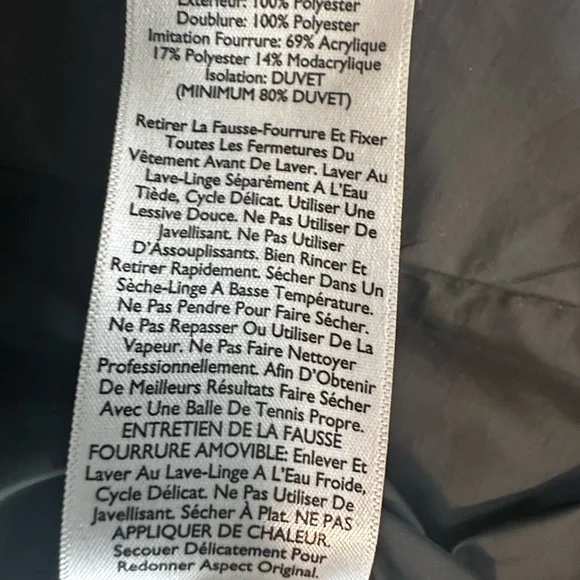 Extérieur: 100% Polyester
Doublure: 100% Polyester
Imitation Fourrure: 69% Acrylique
17% Polyester 14% Modacrylique
Isolation: DUVET
(MINIMUM 80% DUVET)
Retirer La Fausse-Fourrure Et Fixer
Toutes Les Fermetures Du
Vêtement Avant De Laver. Laver Au
Lave-Linge Séparément A L'Eau
Tiède, Cycle Délicat. Utiliser Une
Lessive Douce. Ne Pas Utiliser De
Javellisant. Ne Pas Utiliser
D'Assouplissants. Bien Rincer Et
Retirer Rapidement. Sécher Dans Un
Sèche-Linge A Basse Température.
Ne Pas Pendre Pour Faire Sécher.
Ne Pas Repasser Ou Utiliser De La
Vapeur. Ne Pas Faire Nettoyer
Professionnellement. Afin D'Obtenir
De Meilleurs Résultats Faire Sécher
Avec Une Balle De Tennis Propre.
ENTRETIEN DE LA FAUSSE
FOURRURE AMOVIBLE: Enlever Et
Laver Au Lave-Linge A L'Eau Froide,
Cycle Délicat. Ne Pas Utiliser De
Javellisant. Sécher À Plat. NE PAS
APPLIQUER DE CHALEUR.
Secouer Délicatement Pour
Redonner Aspect Original.